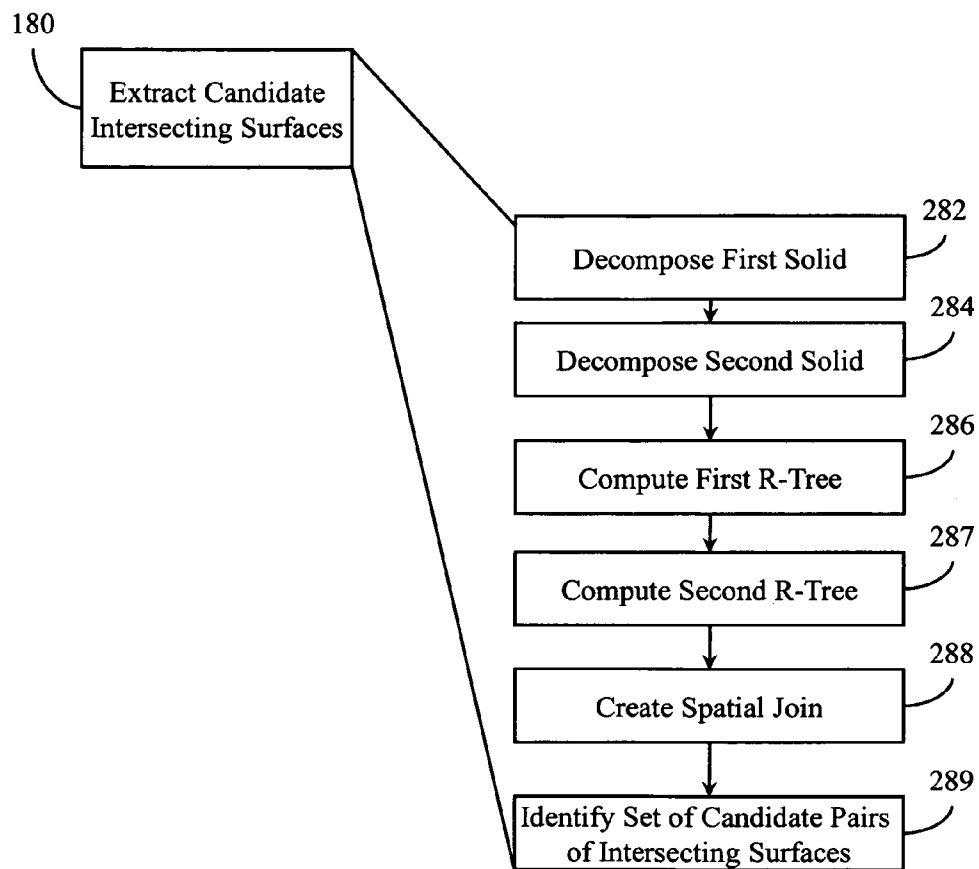 180
Extract Candidate
Intersecting Surfaces
282
Decompose First Solid
284
Decompose Second Solid
286
Compute First R-Tree
287
Compute Second R-Tree
288
Create Spatial Join
289
Identify Set of Candidate Pairs
of Intersecting Surfaces